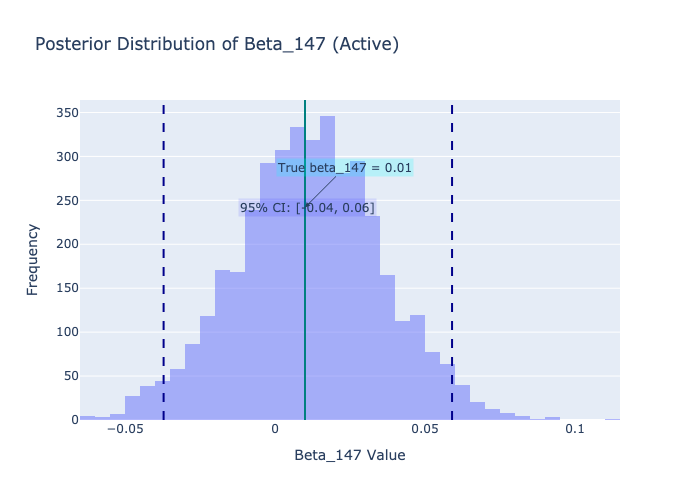 Posterior Distribution of Beta_147 (Active)
350
300
250
200
150
100
50
0
Frequency
True beta_147 = 0.01
95% CI: [-0.04, 0.06]
−0.05
0
0.05
0.1
Beta_147 Value